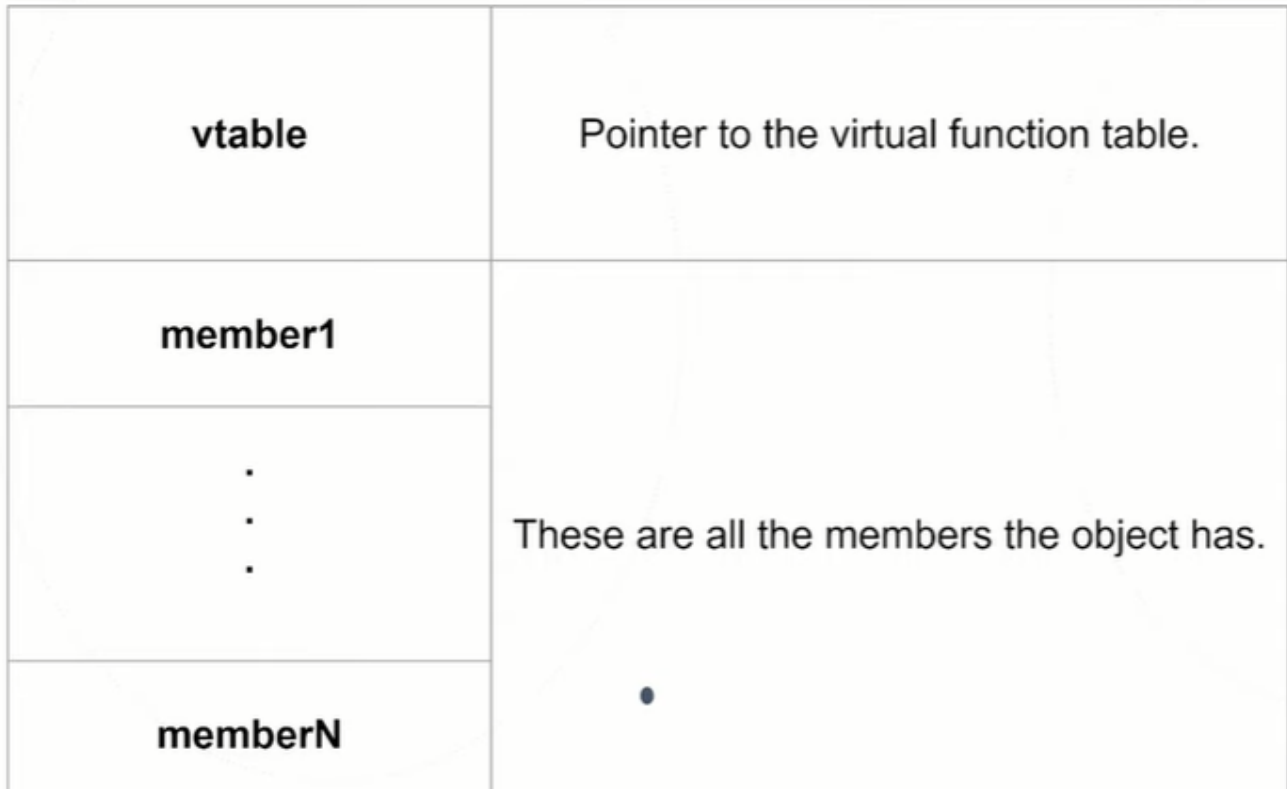 vtable
Pointer to the virtual function table.
member1
.
.
.
These are all the members the object has.
memberN